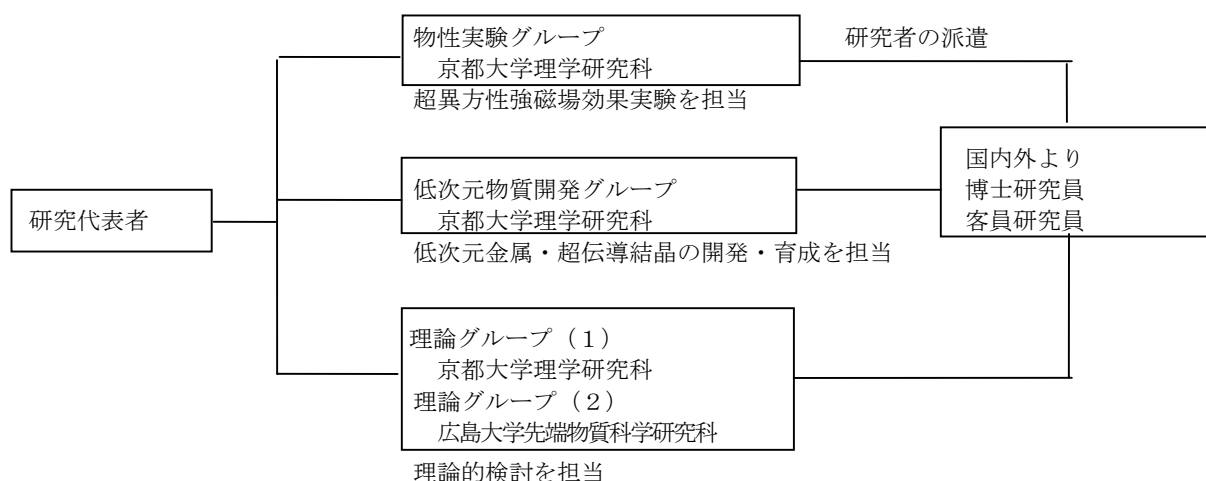 物性実験グループ
京都大学理学研究科
超異方性強磁場効果実験を担当
研究者の派遣
研究代表者
低次元物質開発グループ
京都大学理学研究科
低次元金属・超伝導結晶の開発・育成を担当
国内外より
博士研究員
客員研究員
理論グループ（１）
京都大学理学研究科
理論グループ（２）
広島大学先端物質科学研究科
理論的検討を担当